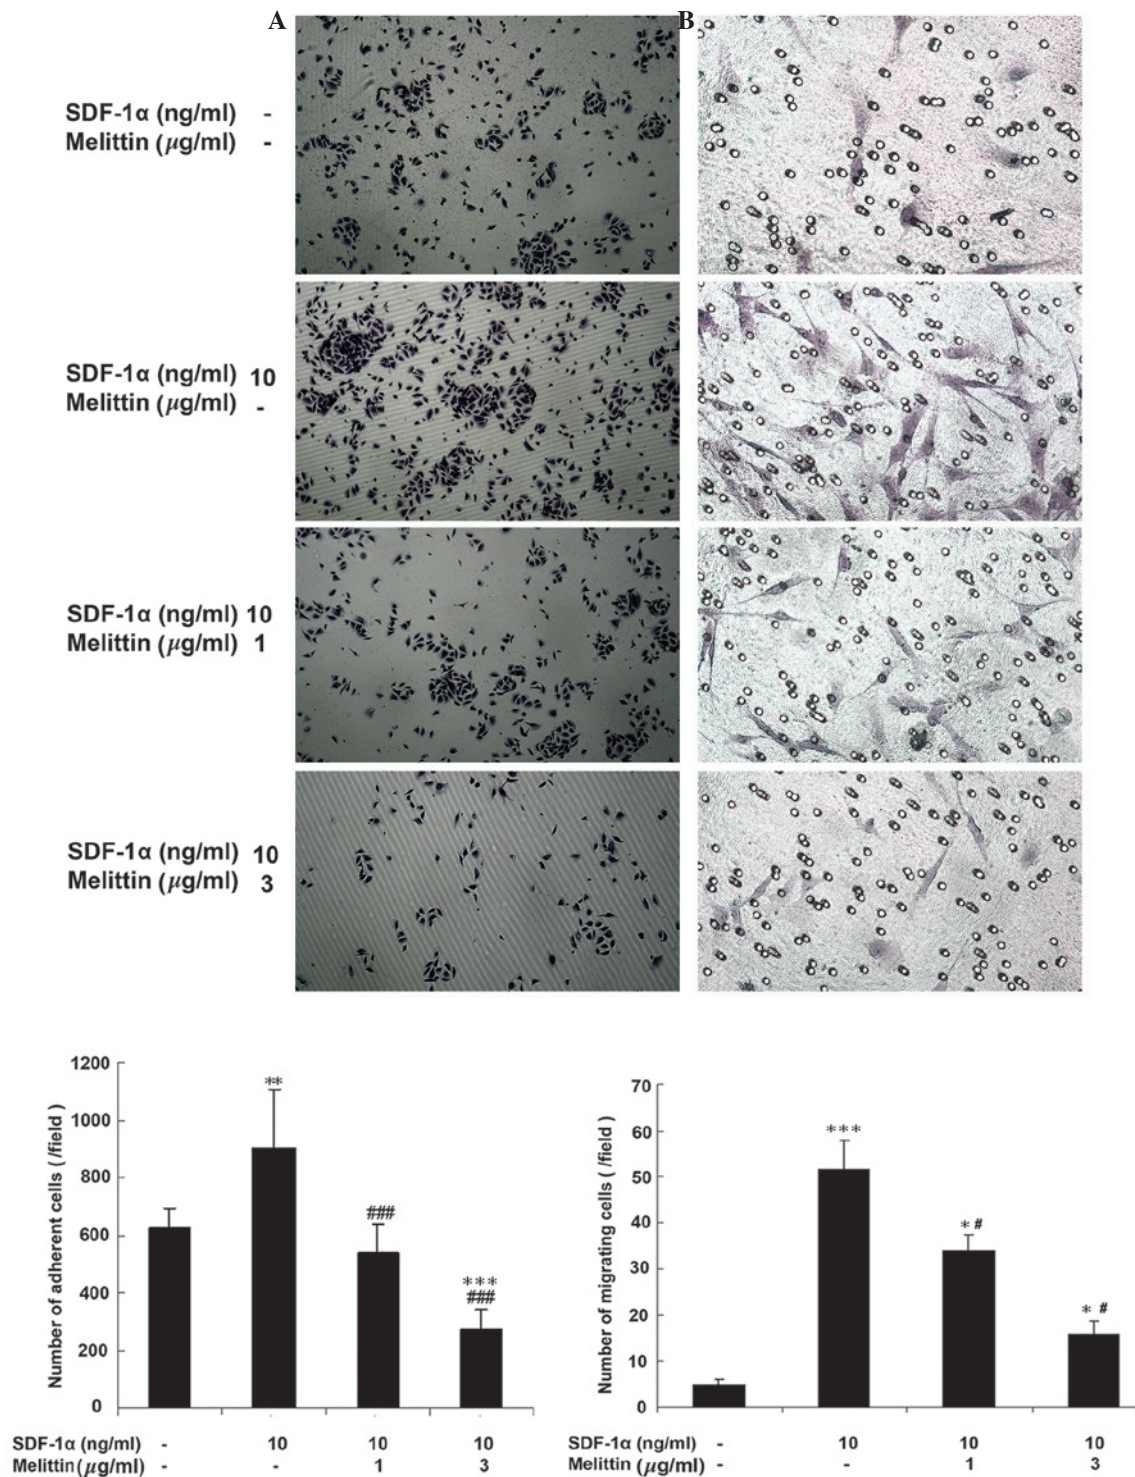 A
B
SDF-1α (ng/ml) -
Melittin (μg/ml) -
SDF-1α (ng/ml) 10
Melittin (μg/ml) -
SDF-1α (ng/ml) 10
Melittin (μg/ml) 1
SDF-1α (ng/ml) 10
Melittin (μg/ml) 3
Number of adherent cells (/field )
1200
1000
800
600
400
200
0
**
###
***
###
SDF-1α (ng/ml) - 10 10 10
Melittin (μg/ml) - - 1 3
Number of migrating cells ( /field )
70
60
50
40
30
20
10
0
***
* #
* #
SDF-1α (ng/ml) - 10 10 10
Melittin (μg/ml) - - 1 3